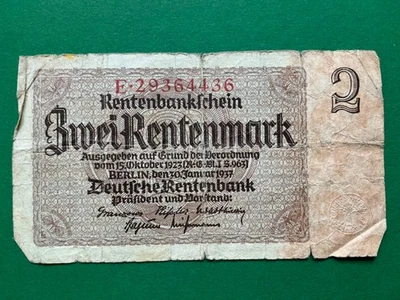 E·29364436
Rentenbankschein
2
Zwei Rentenmark
Ausgegeben auf Grund der Verordnung
vom 15. Oktober 1923 (R·G·Bl. I S. 963)
BERLIN, den 30. Januar 1937
Deutsche Rentenbank
Präsident und Vorstand: